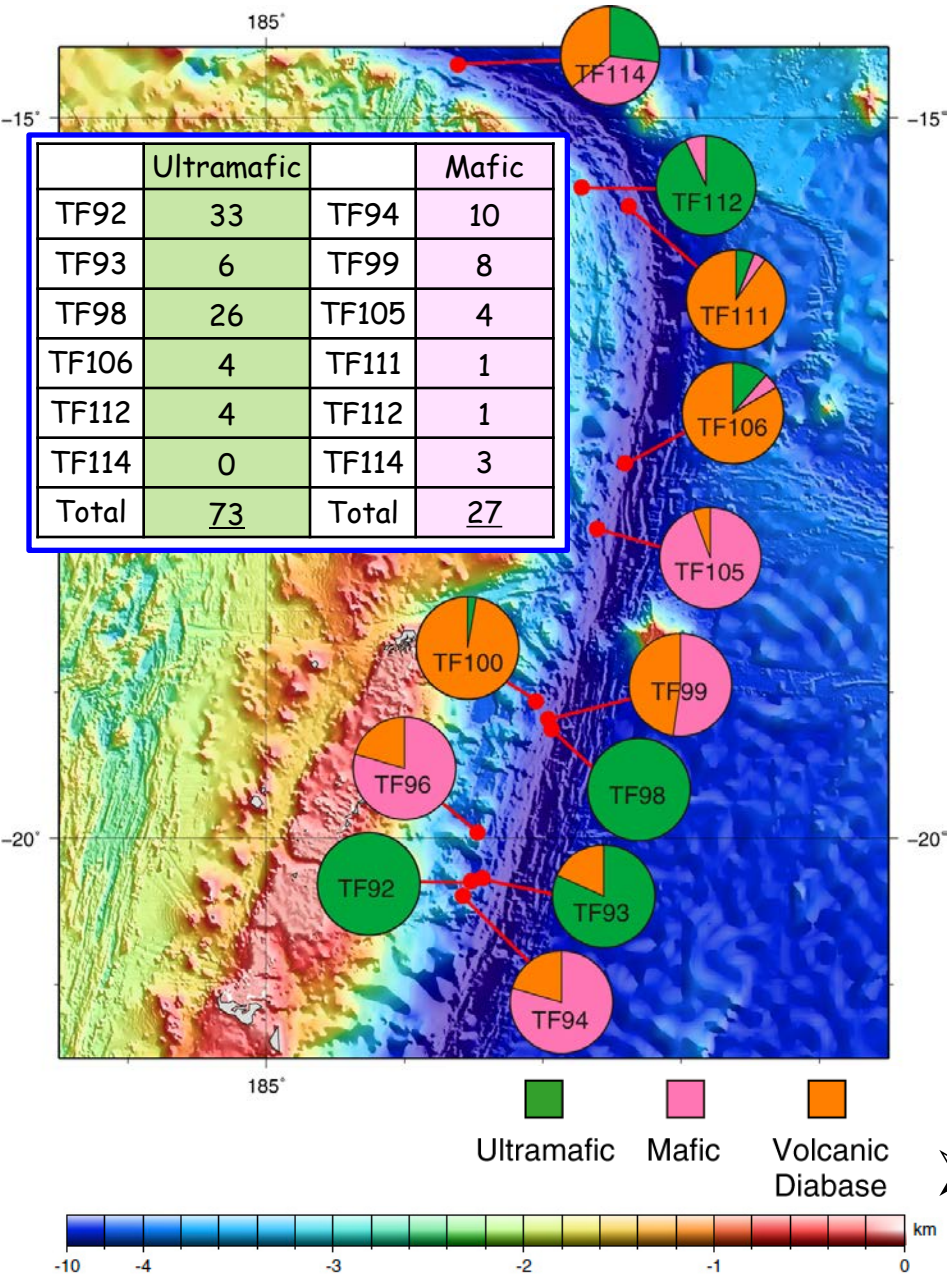 185°
TF114
−15°
−15°
Ultramafic Mafic
TF92 33 TF94 10
TF93 6 TF99 8
TF98 26 TF105 4
TF106 4 TF111 1
TF112 4 TF112 1
TF114 0 TF114 3
Total 73 Total 27
TF112
TF111
TF106
TF105
TF100
TF99
TF96
TF98
−20°
−20°
TF92
TF93
TF94
185°
Ultramafic
Mafic
Volcanic
Diabase
km
-10 -4 -3 -2 -1 0